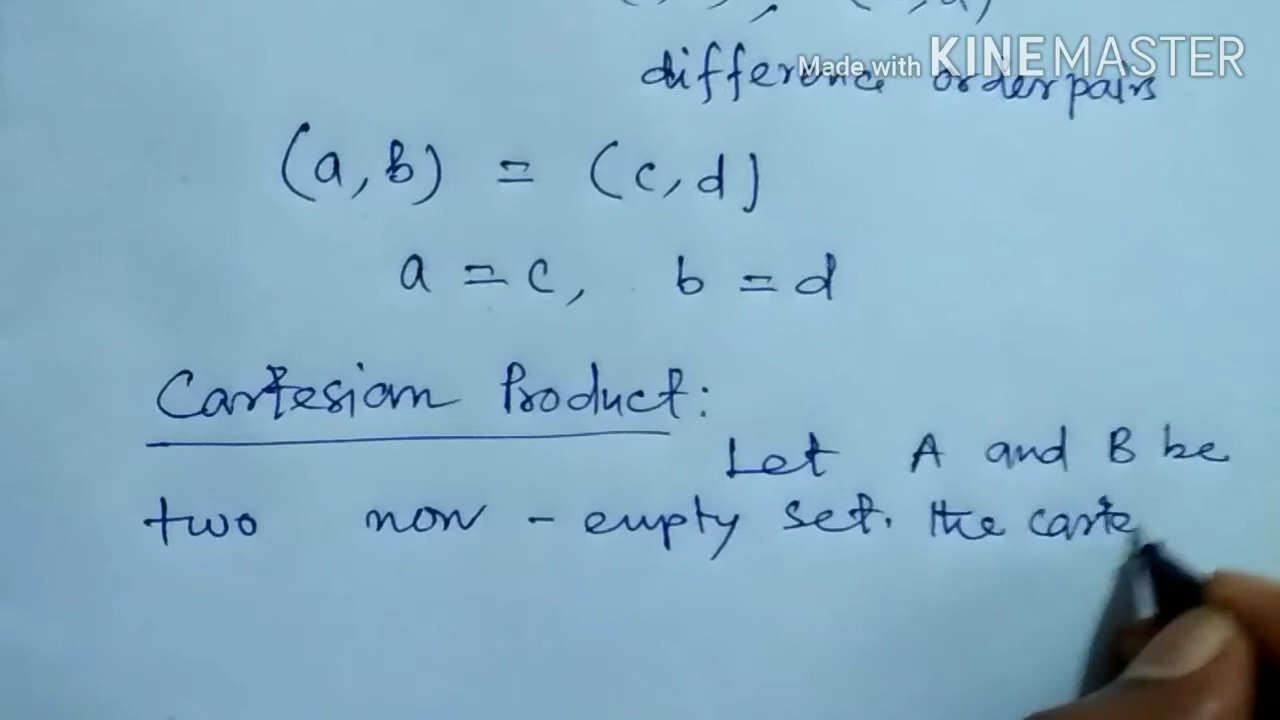 Made with KINEMASTER
difference order pairs
(a, b) = (c, d)
a = c, b = d
Cartesian Product:
Let A and B be
two non - empty set. the carte